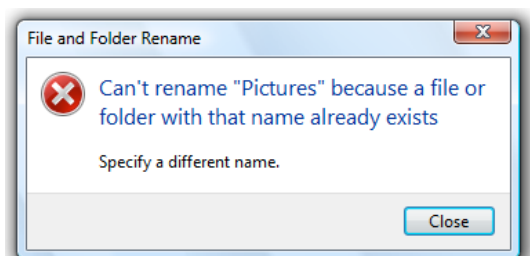 File and Folder Rename
Can't rename "Pictures" because a file or
folder with that name already exists
Specify a different name.
Close